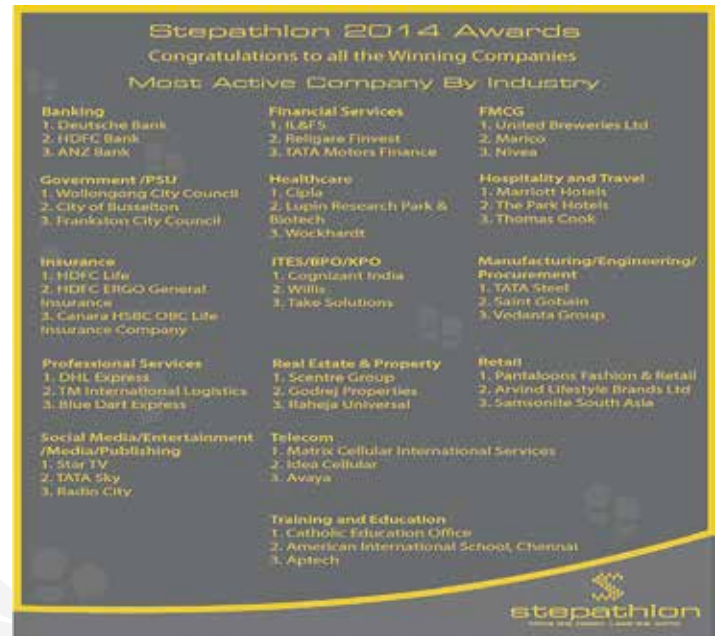 Stepathlon 2014 Awards
Congratulations to all the Winning Companies
Most Active Company By Industry
Banking
1. Deutsche Bank
2. HDFC Bank
3. ANZ Bank
Financial Services
1. IL&FS
2. Religare Finvest
3. TATA Motors Finance
FMCG
1. United Breweries Ltd
2. Marico
3. Nivea
Government /PSU
1. Wollongong City Council
2. City of Busselton
3. Frankston City Council
Healthcare
1. Cipla
2. Lupin Research Park &
Biotech
3. Wockhardt
Hospitality and Travel
1. Marriott Hotels
2. The Park Hotels
3. Thomas Cook
Insurance
1. HDFC Life
2. HDFC ERGO General
Insurance
3. Canara HSBC OBC Life
Insurance Company
ITES/BPO/KPO
1. Cognizant India
2. Willis
3. Take Solutions
Manufacturing/Engineering/
Procurement
1. TATA Steel
2. Saint Gobain
3. Vedanta Group
Professional Services
1. DHL Express
2. TM International Logistics
3. Blue Dart Express
Real Estate & Property
1. Scentre Group
2. Godrej Properties
3. Raheja Universal
Retail
1. Pantaloons Fashion & Retail
2. Arvind Lifestyle Brands Ltd
3. Samsonite South Asia
Social Media/Entertainment
/Media/Publishing
1. Star TV
2. TATA Sky
3. Radio City
Telecom
1. Matrix Cellular International Services
2. Idea Cellular
3. Avaya
Training and Education
1. Catholic Education Office
2. American International School, Chennai
3. Aptech
stepathlon